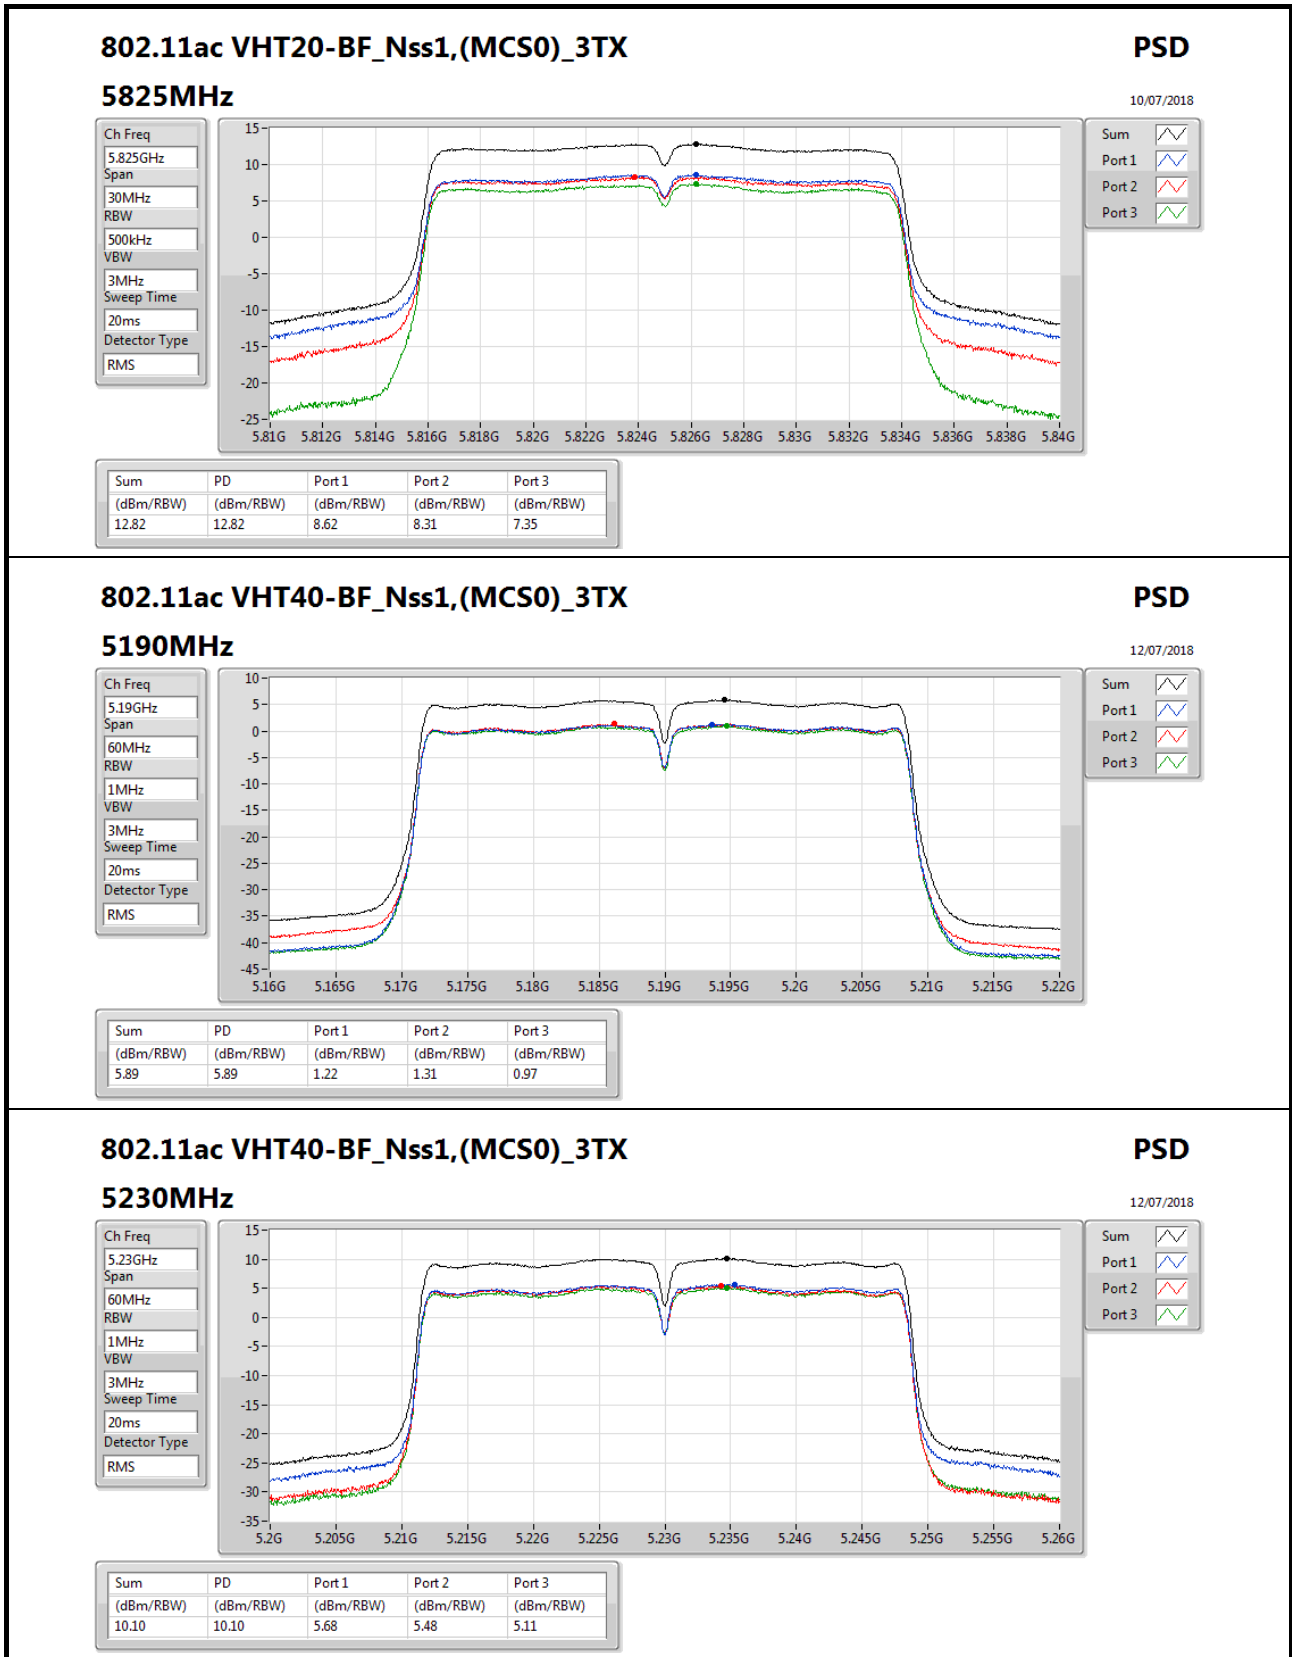 802.11ac VHT20-BF_Nss1,(MCS0)_3TX PSD
5825MHz 10/07/2018
Ch Freq
5.825GHz
Span
30MHz
RBW
500kHz
VBW
3MHz
Sweep Time
20ms
Detector Type
RMS
15
10
5
0
-5
-10
-15
-20
-25
5.81G 5.812G 5.814G 5.816G 5.818G 5.82G 5.822G 5.824G 5.826G 5.828G 5.83G 5.832G 5.834G 5.836G 5.838G 5.84G
Sum
Port 1
Port 2
Port 3
Sum PD Port 1 Port 2 Port 3
(dBm/RBW) (dBm/RBW) (dBm/RBW) (dBm/RBW) (dBm/RBW)
12.82 12.82 8.62 8.31 7.35
802.11ac VHT40-BF_Nss1,(MCS0)_3TX PSD
5190MHz 12/07/2018
Ch Freq
5.19GHz
Span
60MHz
RBW
1MHz
VBW
3MHz
Sweep Time
20ms
Detector Type
RMS
10
5
0
-5
-10
-15
-20
-25
-30
-35
-40
-45
5.16G 5.165G 5.17G 5.175G 5.18G 5.185G 5.19G 5.195G 5.2G 5.205G 5.21G 5.215G 5.22G
Sum
Port 1
Port 2
Port 3
Sum PD Port 1 Port 2 Port 3
(dBm/RBW) (dBm/RBW) (dBm/RBW) (dBm/RBW) (dBm/RBW)
5.89 5.89 1.22 1.31 0.97
802.11ac VHT40-BF_Nss1,(MCS0)_3TX PSD
5230MHz 12/07/2018
Ch Freq
5.23GHz
Span
60MHz
RBW
1MHz
VBW
3MHz
Sweep Time
20ms
Detector Type
RMS
15
10
5
0
-5
-10
-15
-20
-25
-30
-35
5.2G 5.205G 5.21G 5.215G 5.22G 5.225G 5.23G 5.235G 5.24G 5.245G 5.25G 5.255G 5.26G
Sum
Port 1
Port 2
Port 3
Sum PD Port 1 Port 2 Port 3
(dBm/RBW) (dBm/RBW) (dBm/RBW) (dBm/RBW) (dBm/RBW)
10.10 10.10 5.68 5.48 5.11